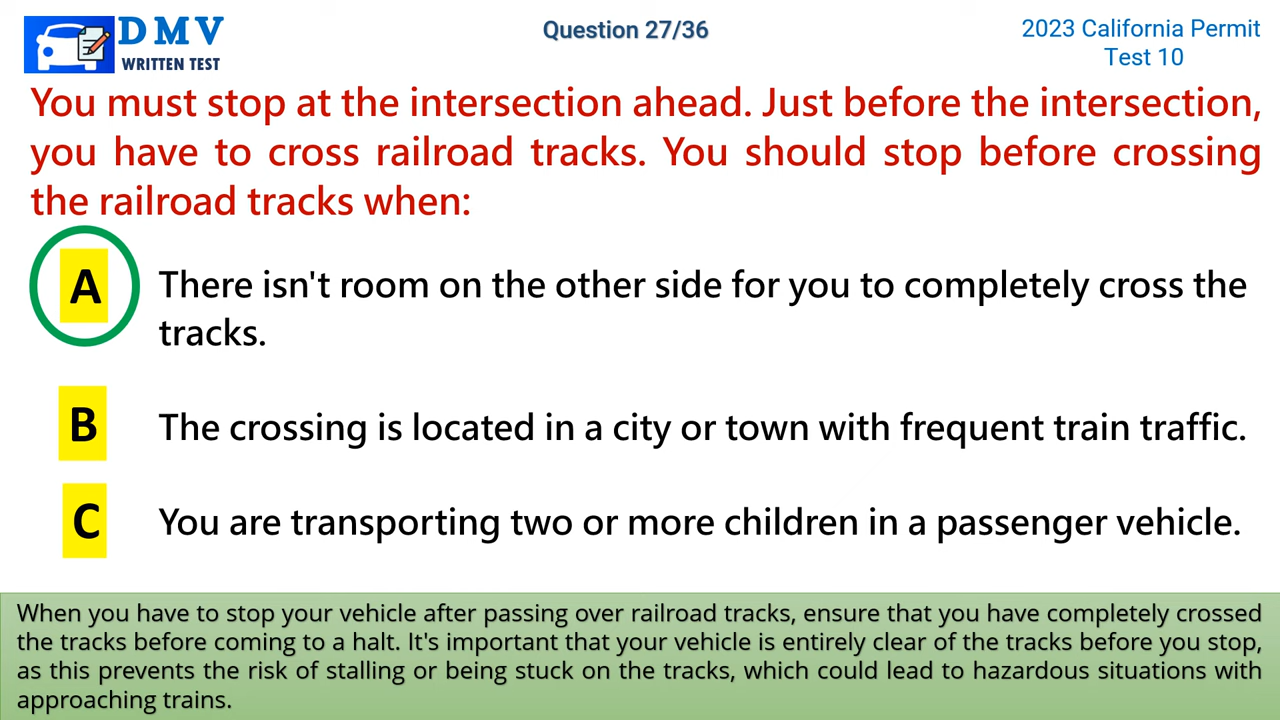 DMV
WRITTEN TEST
Question 27/36
2023 California Permit
Test 10
You must stop at the intersection ahead. Just before the intersection,
you have to cross railroad tracks. You should stop before crossing
the railroad tracks when:
A
There isn't room on the other side for you to completely cross the
tracks.
B
The crossing is located in a city or town with frequent train traffic.
C
You are transporting two or more children in a passenger vehicle.
When you have to stop your vehicle after passing over railroad tracks, ensure that you have completely crossed
the tracks before coming to a halt. It's important that your vehicle is entirely clear of the tracks before you stop,
as this prevents the risk of stalling or being stuck on the tracks, which could lead to hazardous situations with
approaching trains.